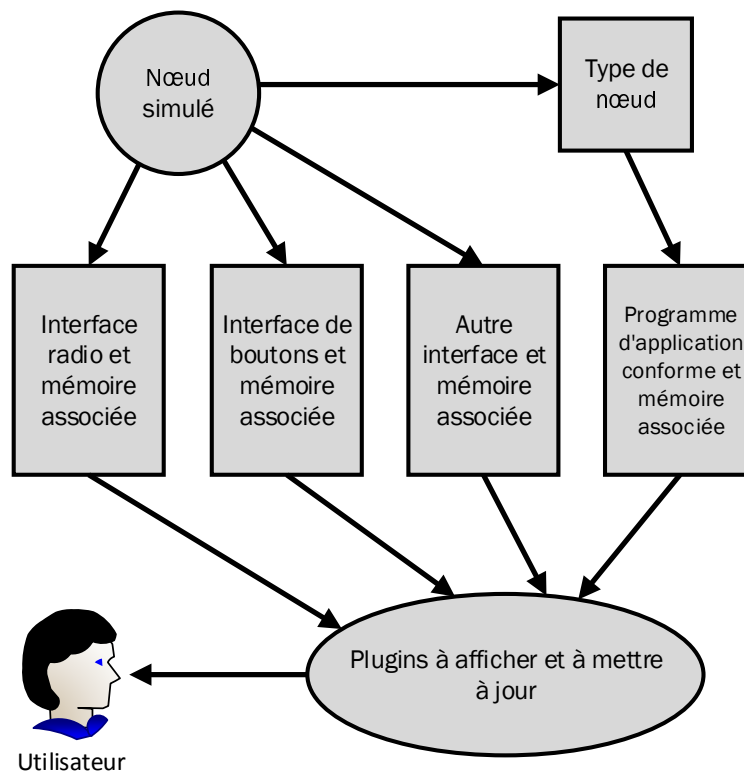 Nœud
simulé
Type de
nœud
Interface
radio et
mémoire
associée
Interface de
boutons et
mémoire
associée
Autre
interface et
mémoire
associée
Programme
d'application
conforme et
mémoire
associée
Plugins à afficher et à mettre
à jour
Utilisateur